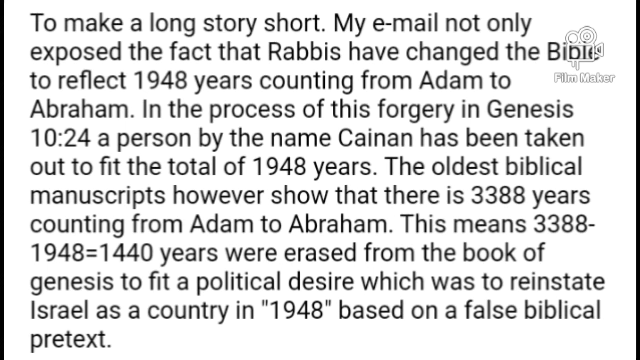 To make a long story short. My e-mail not only
exposed the fact that Rabbis have changed the Bible
to reflect 1948 years counting from Adam to
Abraham. In the process of this forgery in Genesis
10:24 a person by the name Cainan has been taken
out to fit the total of 1948 years. The oldest biblical
manuscripts however show that there is 3388 years
counting from Adam to Abraham. This means 3388-
1948=1440 years were erased from the book of
genesis to fit a political desire which was to reinstate
Israel as a country in "1948" based on a false biblical
pretext.
Film Maker